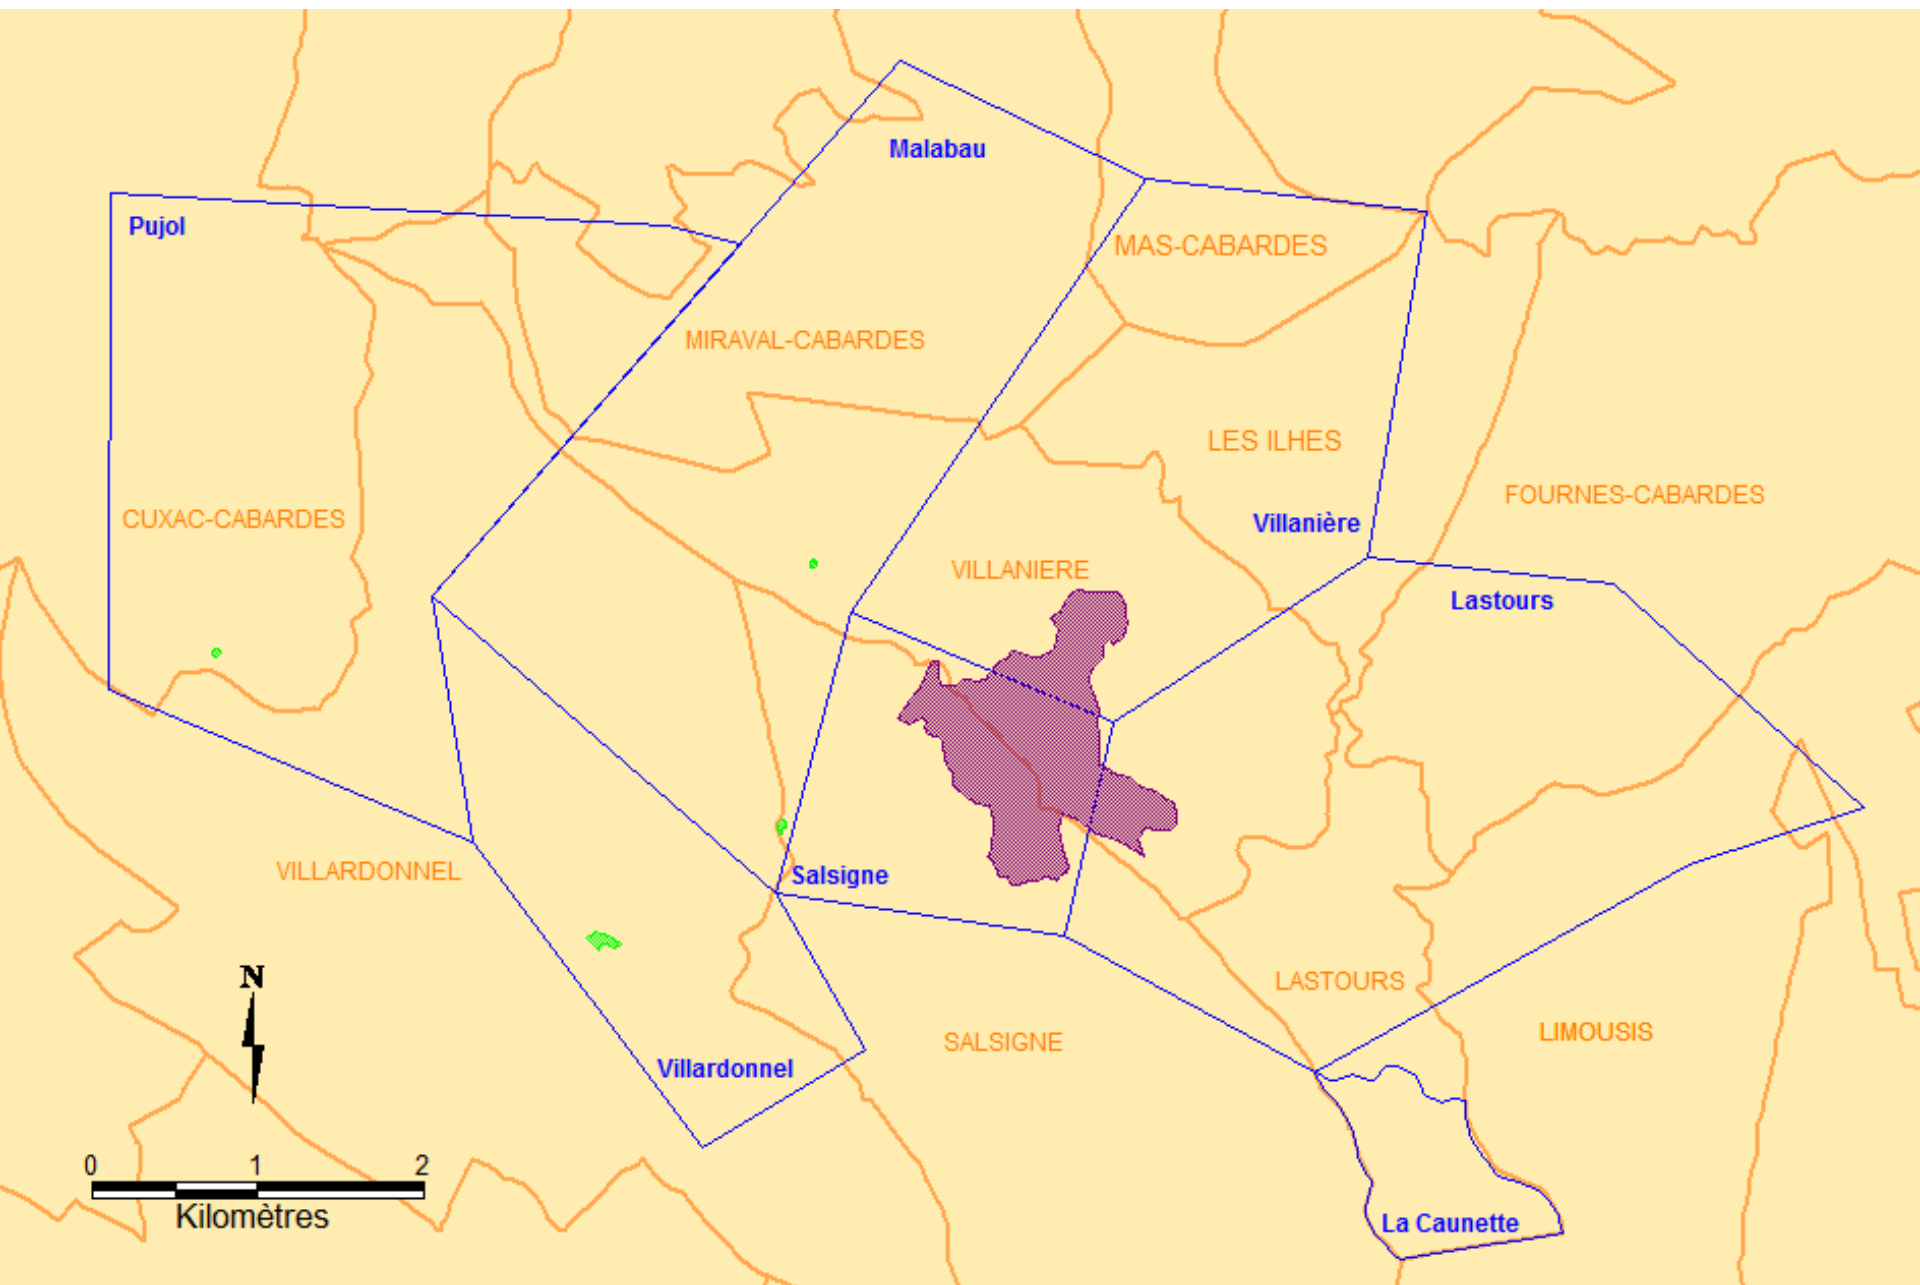 Malabau
Pujol
MAS-CABARDES
MIRAVAL-CABARDES
LES ILHES
FOURNES-CABARDES
CUXAC-CABARDES
Villanière
VILLANIERE
Lastours
VILLARDONNEL
Salsigne
N
LASTOURS
SALSIGNE
LIMOUSIS
Villardonnel
0 1 2
Kilomètres
La Caunette